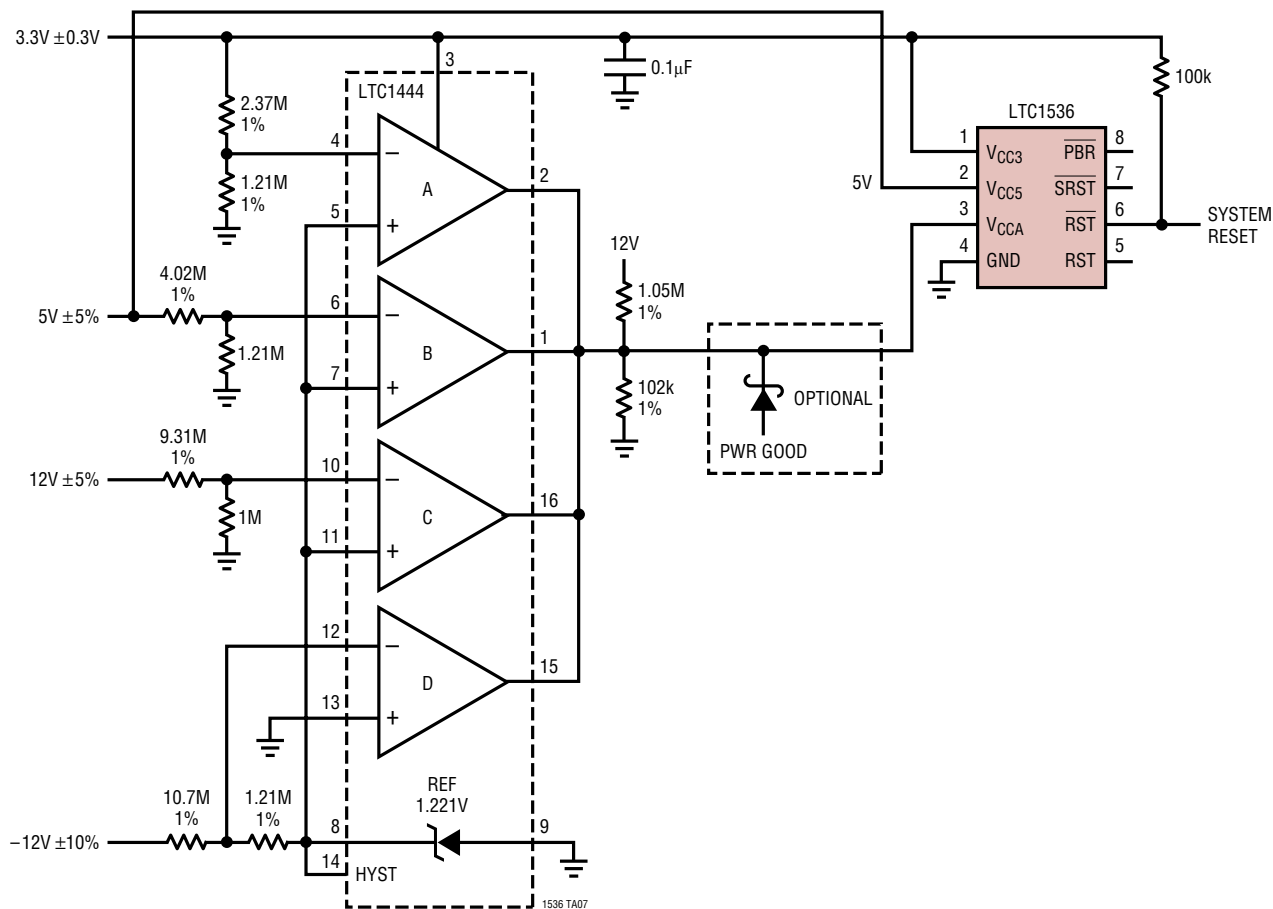 3.3V ±0.3V
3
0.1µF
100k
LTC1444
2.37M
1%
4
−
1.21M
1%
A
2
5
+
LTC1536
1
VCC3
PBR
8
5V
2
VCC5
SRST
7
3
VCCA
RST
6
SYSTEM
RESET
4
GND
RST
5
12V
1.05M
1%
4.02M
1%
5V ±5%
6
−
1.21M
B
1
7
+
102k
1%
OPTIONAL
PWR GOOD
9.31M
1%
12V ±5%
10
−
1M
C
16
11
+
12
−
D
15
13
+
REF
1.221V
10.7M
1%
1.21M
1%
−12V ±10%
8
9
14
HYST
1536 TA07